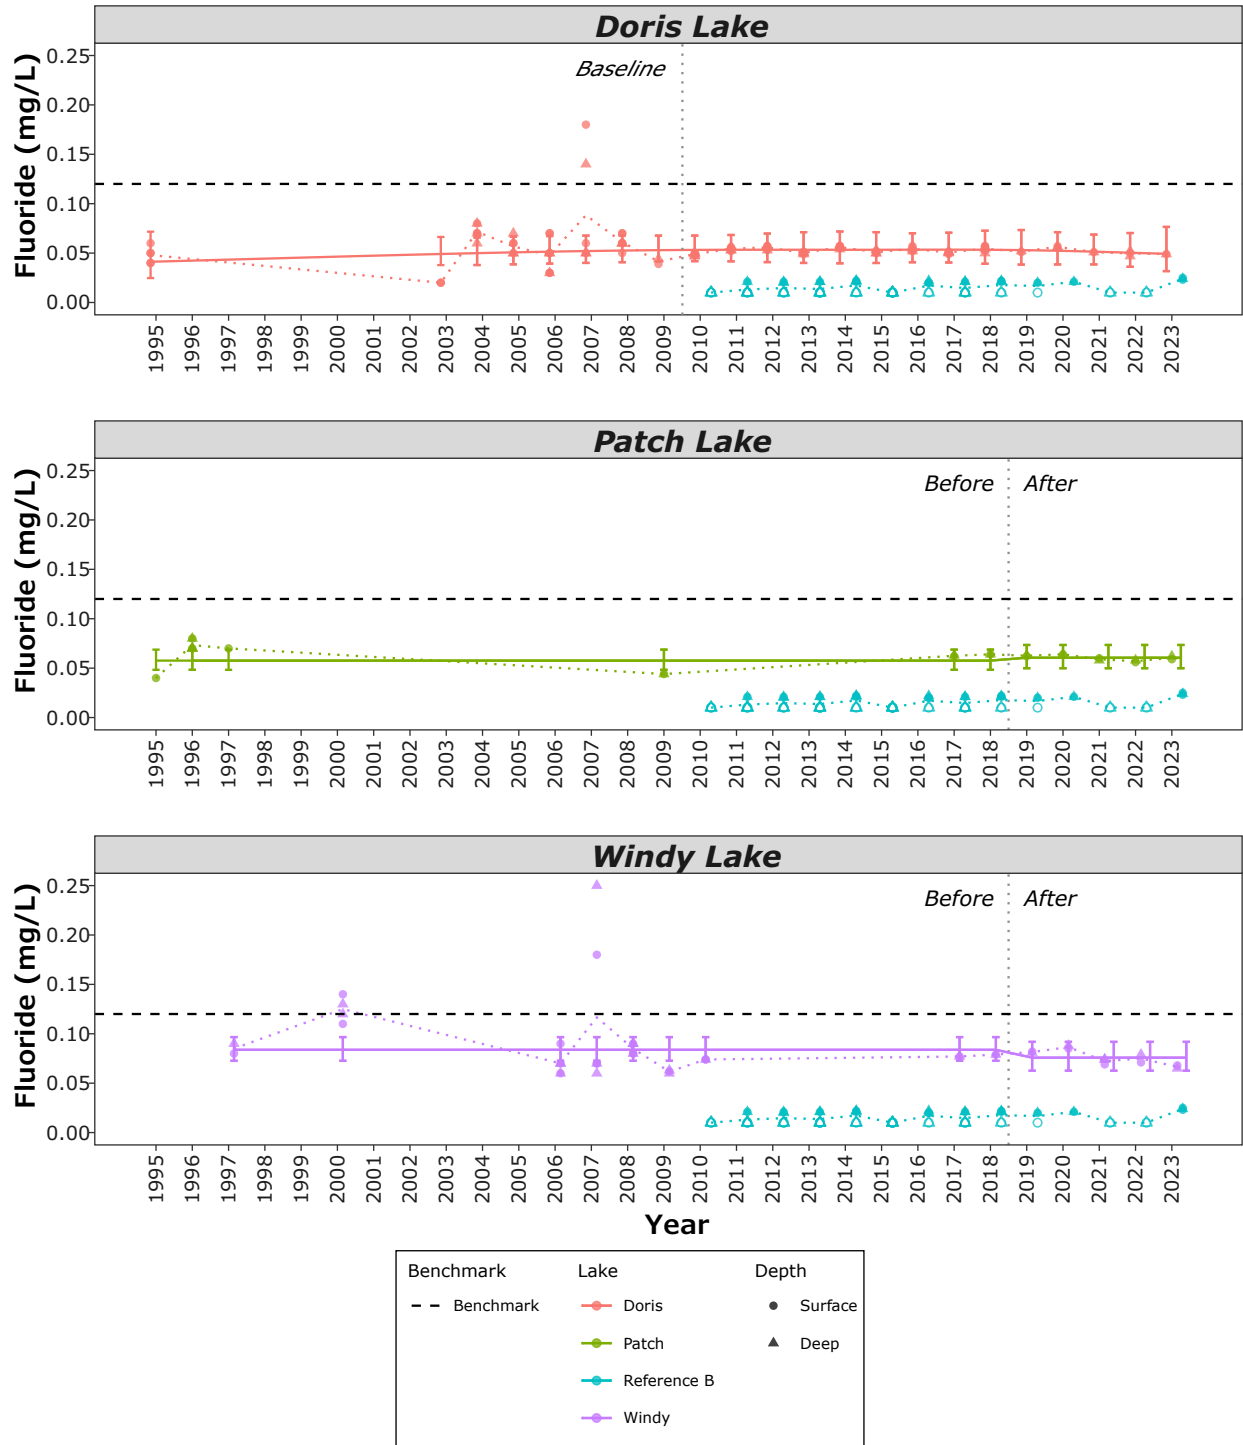 Doris Lake
Fluoride (mg/L)
0.25
0.20
0.15
0.10
0.05
0.00
Baseline
1995 1996 1997 1998 1999 2000 2001 2002 2003 2004 2005 2006 2007 2008 2009 2010 2011 2012 2013 2014 2015 2016 2017 2018 2019 2020 2021 2022 2023
Patch Lake
Fluoride (mg/L)
0.25
0.20
0.15
0.10
0.05
0.00
Before After
1995 1996 1997 1998 1999 2000 2001 2002 2003 2004 2005 2006 2007 2008 2009 2010 2011 2012 2013 2014 2015 2016 2017 2018 2019 2020 2021 2022 2023
Windy Lake
Fluoride (mg/L)
0.25
0.20
0.15
0.10
0.05
0.00
Before After
1995 1996 1997 1998 1999 2000 2001 2002 2003 2004 2005 2006 2007 2008 2009 2010 2011 2012 2013 2014 2015 2016 2017 2018 2019 2020 2021 2022 2023
Year
Benchmark
Benchmark
Lake
Doris
Patch
Reference B
Windy
Depth
Surface
Deep